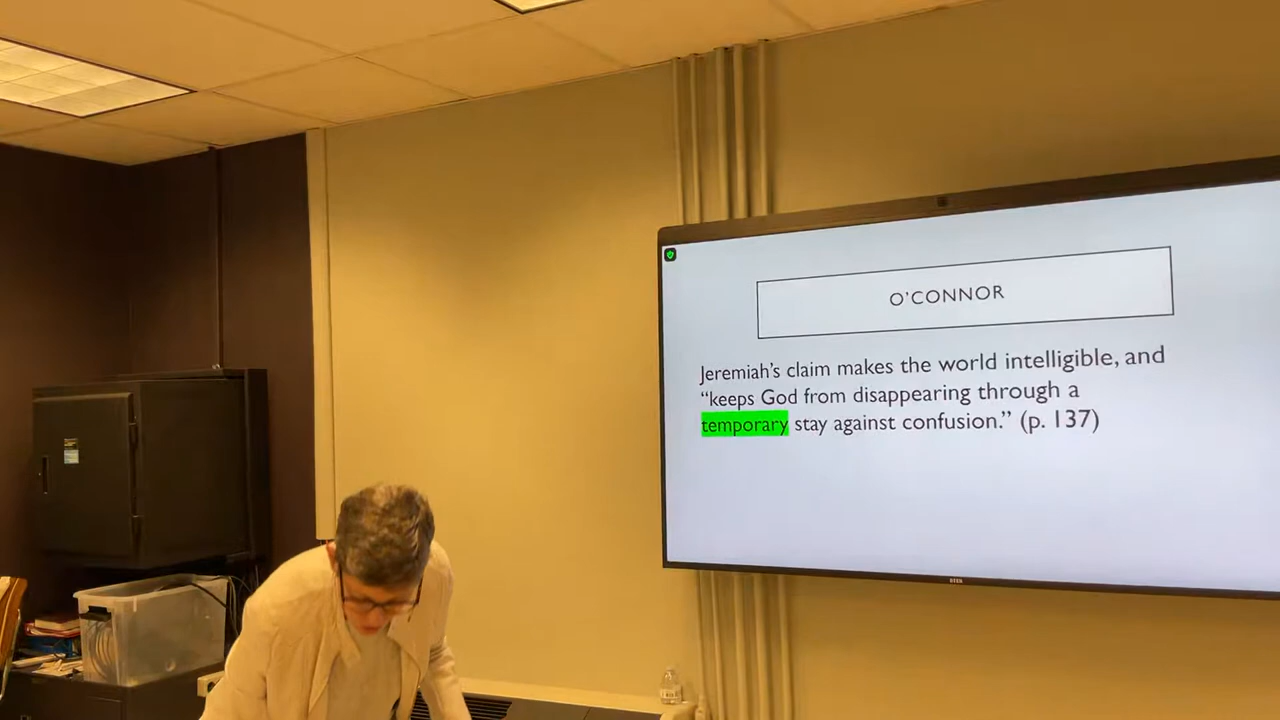 O'CONNOR
Jeremiah's claim makes the world intelligible, and
“keeps God from disappearing through a
temporary stay against confusion.” (p. 137)